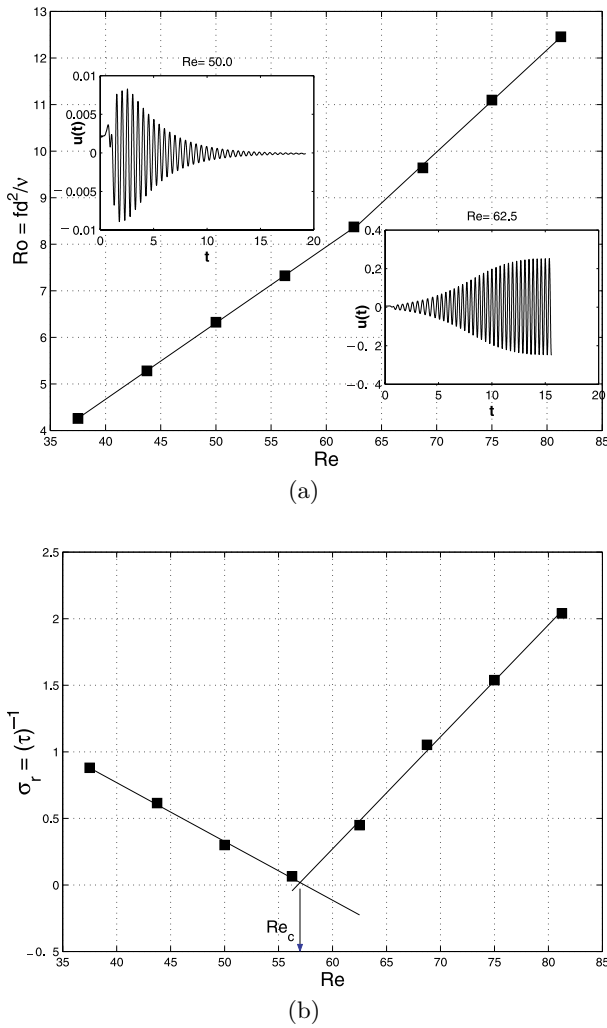 13
12
11
10
9
8
7
6
5
4
Ro = fd²/ν
35 40 45 50 55 60 65 70 75 80 85
Re
Re= 50.0
0.01
0.005
0
−0.005
−0.01
u(t)
0 5 10 15 20
t
Re= 62.5
0.4
0.2
0
−0.
2
−0.
4
u(t)
0 5 10 15 20
t
(a)
2.5
2
1.5
1
0.5
0
−0.
5
σᵣ = (τ)⁻¹
Re_c
35 40 45 50 55 60 65 70 75 80 85
Re
(b)